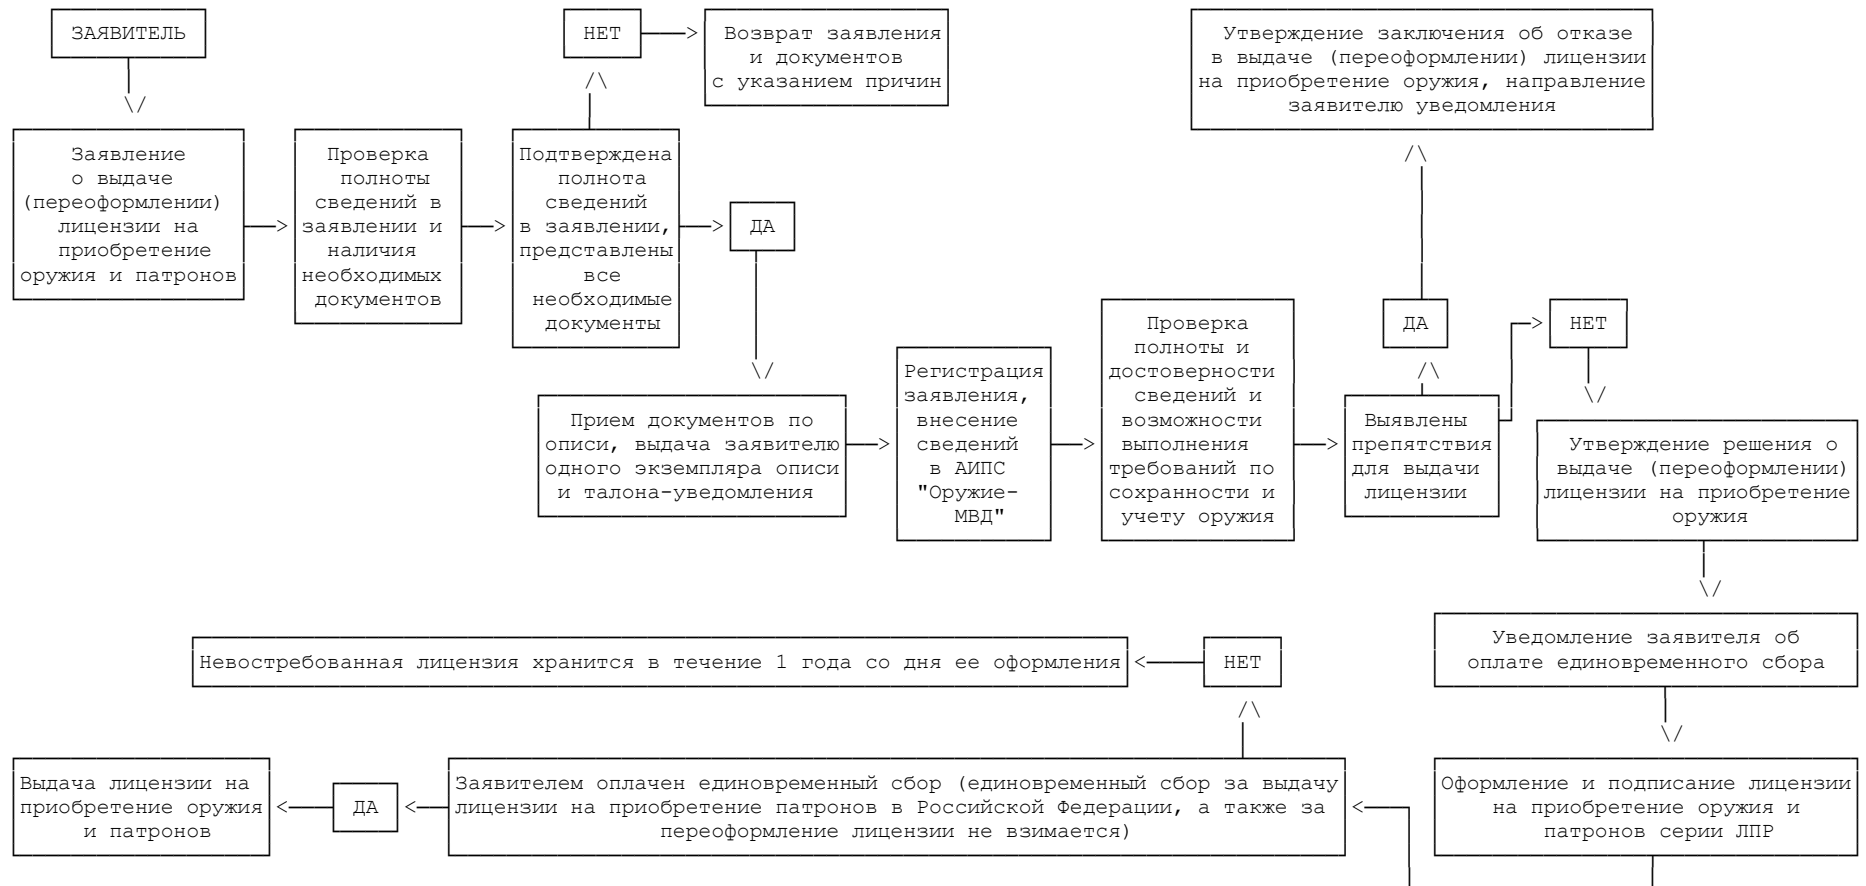 ЗАЯВИТЕЛЬ
НЕТ
Возврат заявления
и документов
с указанием причин
Утверждение заключения об отказе
в выдаче (переоформлении) лицензии
на приобретение оружия, направление
заявителю уведомления
Заявление
о выдаче
(переоформлении)
лицензии на
приобретение
оружия и патронов
Проверка
полноты
сведений в
заявлении и
наличия
необходимых
документов
Подтверждена
полнота
сведений
в заявлении,
представлены
все
необходимые
документы
ДА
Прием документов по
описи, выдача заявителю
одного экземпляра описи
и талона-уведомления
Регистрация
заявления,
внесение
сведений
в АИПС
"Оружие-
МВД"
Проверка
полноты и
достоверности
сведений и
возможности
выполнения
требований по
сохранности и
учету оружия
Выявлены
препятствия
для выдачи
лицензии
ДА
НЕТ
Утверждение решения о
выдаче (переоформлении)
лицензии на приобретение
оружия
Уведомление заявителя об
оплате единовременного сбора
Невостребованная лицензия хранится в течение 1 года со дня ее оформления
НЕТ
Выдача лицензии на
приобретение оружия
и патронов
ДА
Заявителем оплачен единовременный сбор (единовременный сбор за выдачу
лицензии на приобретение патронов в Российской Федерации, а также за
переоформление лицензии не взимается)
Оформление и подписание лицензии
на приобретение оружия и
патронов серии ЛПР